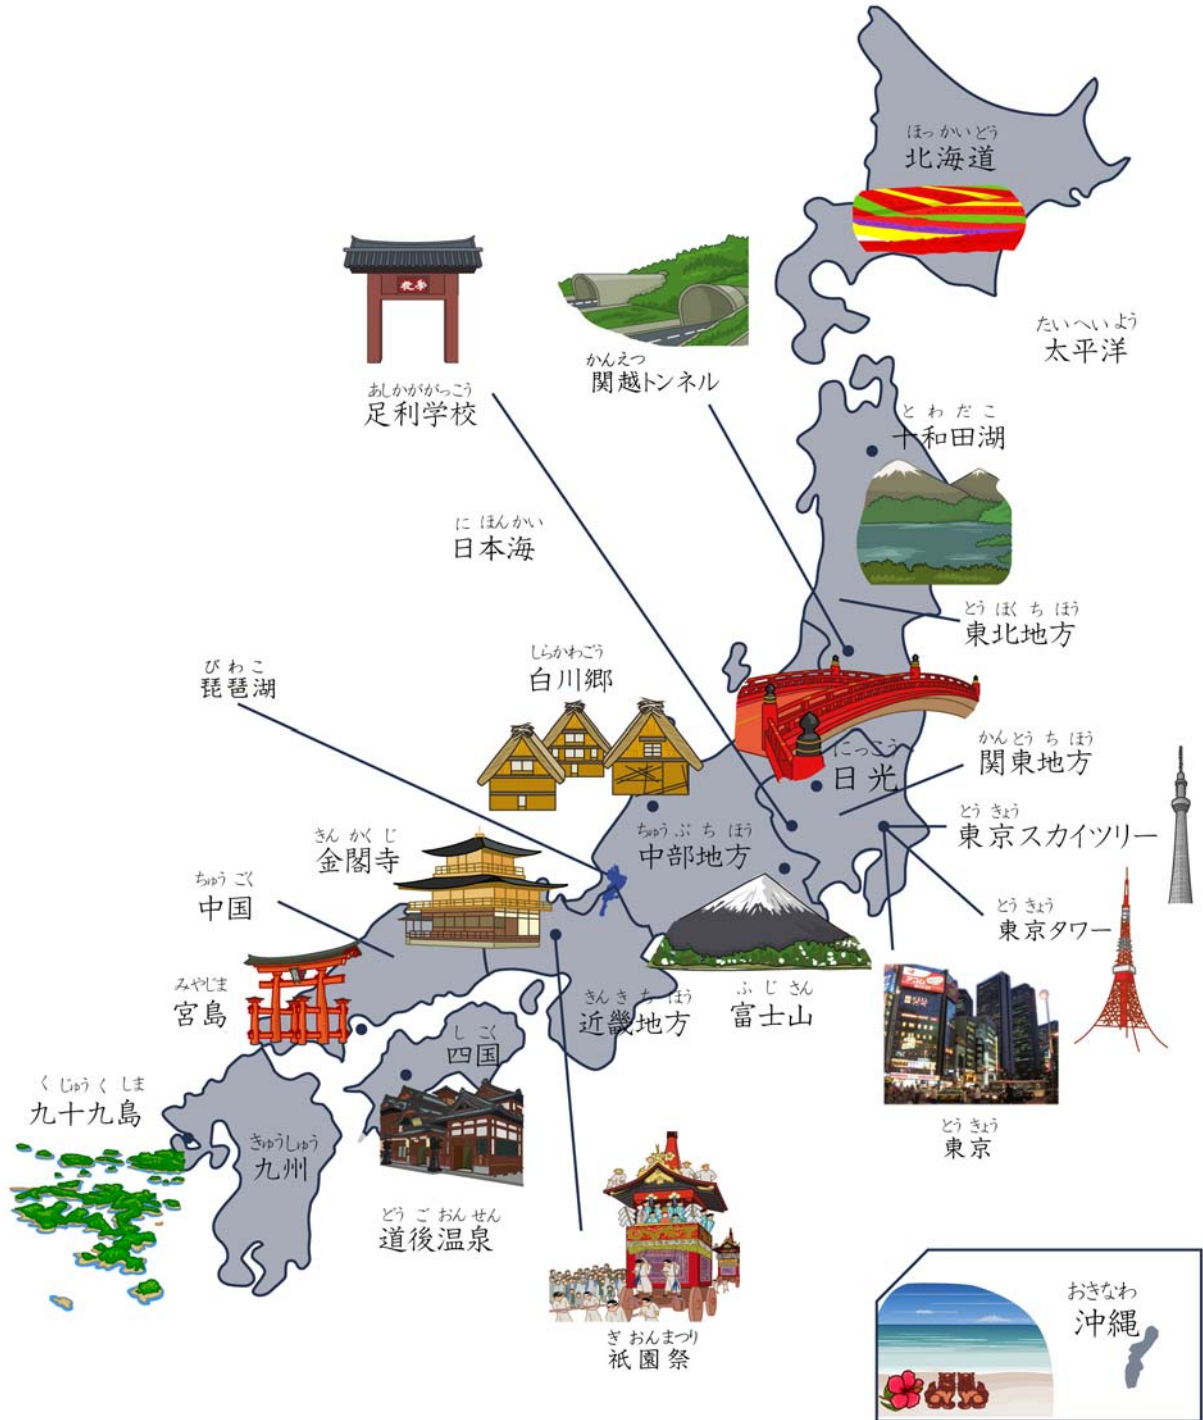 ほっかいどう
北海道
たいへいよう
太平洋
學校
かんえつ
関越トンネル
あしかががっこう
足利学校
とわだこ
十和田湖
にほんかい
日本海
とうほくちほう
東北地方
しらかわごう
白川郷
びわこ
琵琶湖
にっこう
日光
かんとうちほう
関東地方
とうきょう
東京スカイツリー
ちゅうぶちほう
中部地方
きんかくじ
金閣寺
ちゅうごく
中国
とうきょう
東京タワー
みやじま
宮島
きんきちほう
近畿地方
ふじさん
富士山
しこく
四国
くじゅうくしま
九十九島
きゅうしゅう
九州
とうきょう
東京
どうごおんせん
道後温泉
ぎおんまつり
祇園祭
おきなわ
沖縄